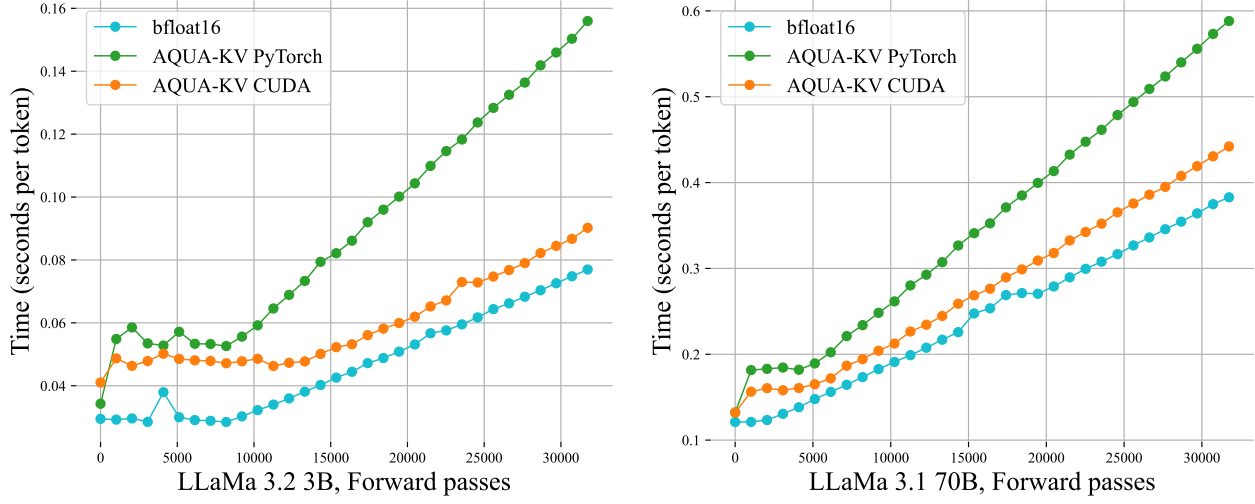 bfloat16
AQUA-KV PyTorch
AQUA-KV CUDA
Time (seconds per token)
0.16
0.14
0.12
0.10
0.08
0.06
0.04
0 5000 10000 15000 20000 25000 30000
LLaMa 3.2 3B, Forward passes
bfloat16
AQUA-KV PyTorch
AQUA-KV CUDA
Time (seconds per token)
0.6
0.5
0.4
0.3
0.2
0.1
0 5000 10000 15000 20000 25000 30000
LLaMa 3.1 70B, Forward passes